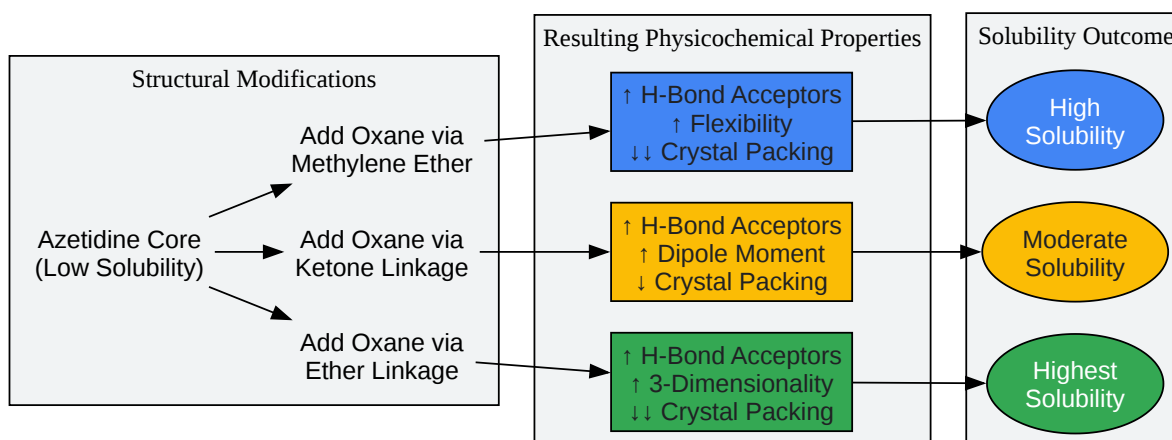 Structural Modifications
Azetidine Core
(Low Solubility)
Add Oxane via
Methylene Ether
Add Oxane via
Ketone Linkage
Add Oxane via
Ether Linkage
Resulting Physicochemical Properties
↑ H-Bond Acceptors
↑ Flexibility
↓↓ Crystal Packing
↑ H-Bond Acceptors
↑ Dipole Moment
↓ Crystal Packing
↑ H-Bond Acceptors
↑ 3-Dimensionality
↓↓ Crystal Packing
Solubility Outcome
High
Solubility
Moderate
Solubility
Highest
Solubility